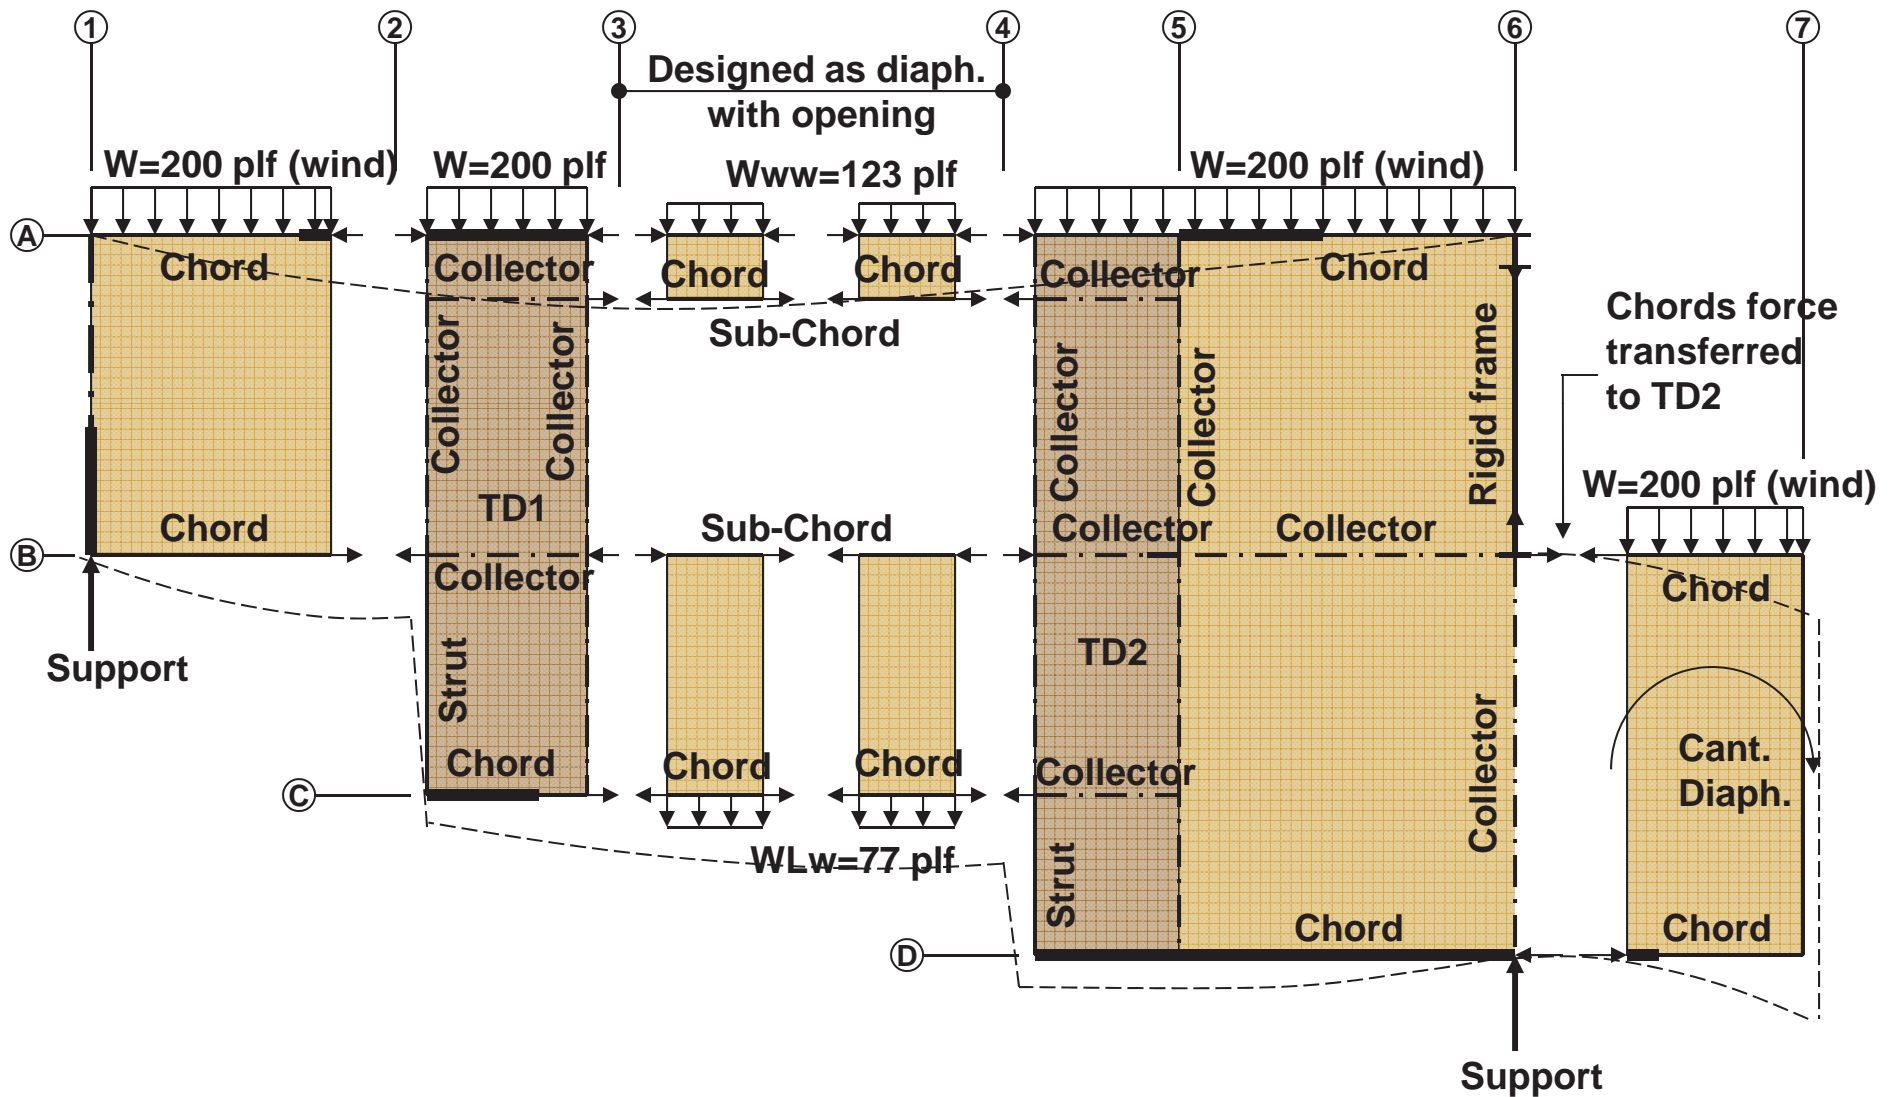 1 2 3 4 5 6 7
Designed as diaph.
with opening
W=200 plf (wind)
W=200 plf
Www=123 plf
W=200 plf (wind)
A
Chord
Collector
Chord
Chord
Collector
Chord
Sub-Chord
Chords force
transferred
to TD2
Collector
Collector
Collector
Collector
Rigid frame
TD1
W=200 plf (wind)
Chord
Sub-Chord
Collector
Collector
B
Collector
Chord
Support
Strut
TD2
Collector
Cant.
Diaph.
Chord
Chord
Chord
Collector
C
WLw=77 plf
Strut
Chord
Chord
D
Support